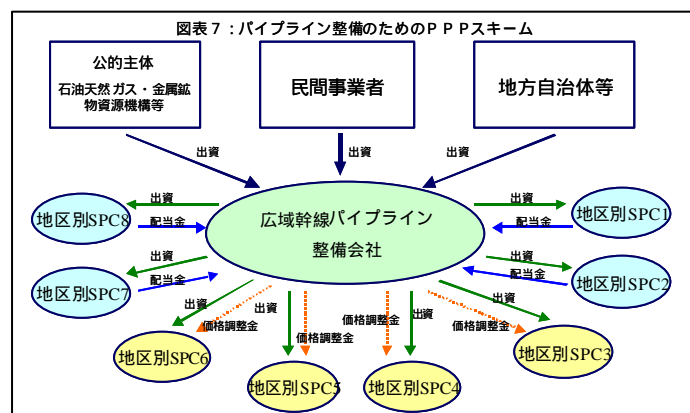 図表７：パイプライン整備のためのＰＰＰスキーム
公的主体
石油天然ガス・金属鉱
物資源機構等
民間事業者
地方自治体等
出資
出資
出資
広域幹線パイプライン
整備会社
地区別SPC8
出資
配当金
出資
配当金
地区別SPC1
地区別SPC7
出資
配当金
出資
配当金
地区別SPC2
出資
価格調整金
出資
地区別SPC6
出資
価格調整金
地区別SPC5
価格調整金
出資
地区別SPC4
出資
価格調整金
地区別SPC3